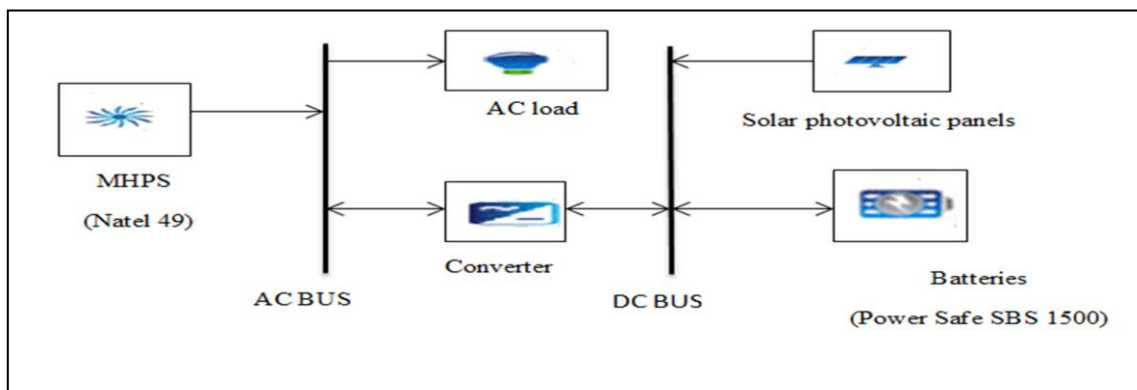 AC load
Solar photovoltaic panels
MHPS
(Natel 49)
Converter
AC BUS
DC BUS
Batteries
(Power Safe SBS 1500)